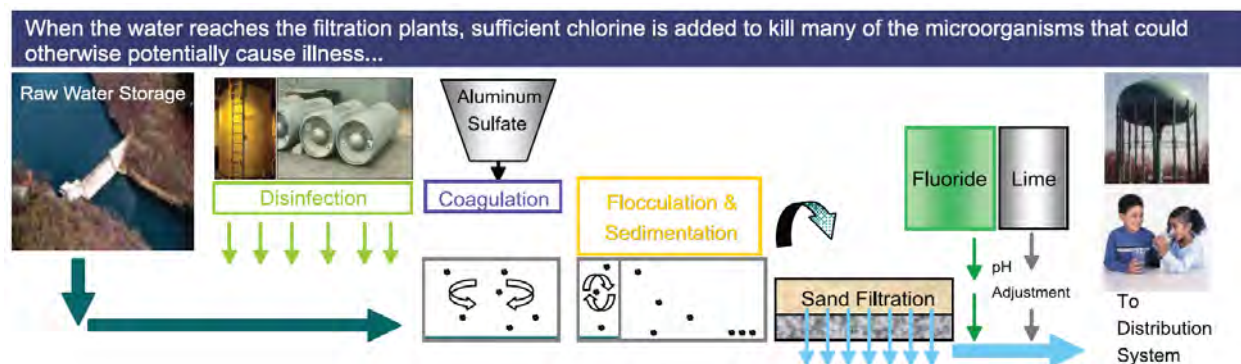 When the water reaches the filtration plants, sufficient chlorine is added to kill many of the microorganisms that could
otherwise potentially cause illness...
Raw Water Storage
Disinfection
Aluminum
Sulfate
Coagulation
Flocculation &
Sedimentation
Sand Filtration
Fluoride
Lime
pH
Adjustment
To
Distribution
System